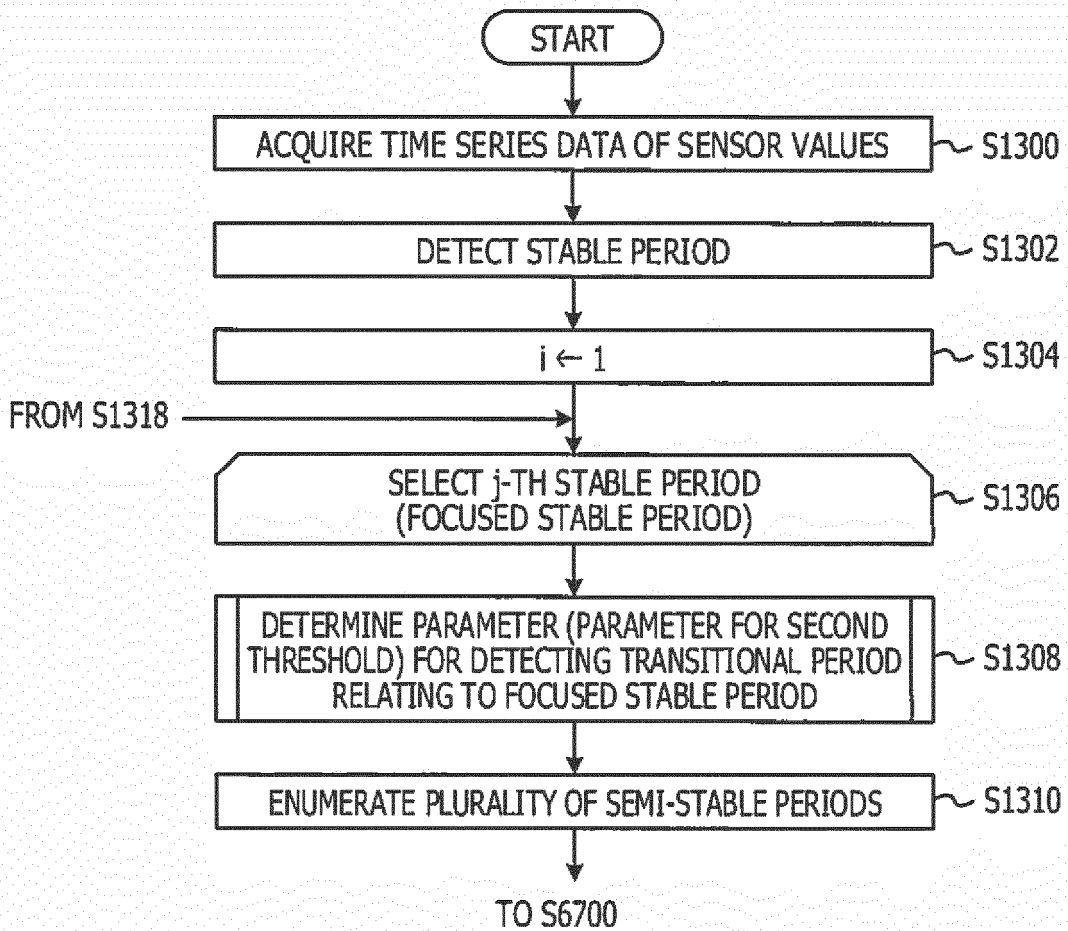 START
ACQUIRE TIME SERIES DATA OF SENSOR VALUES
S1300
DETECT STABLE PERIOD
S1302
i ← 1
S1304
FROM S1318
SELECT j-TH STABLE PERIOD
(FOCUSED STABLE PERIOD)
S1306
DETERMINE PARAMETER (PARAMETER FOR SECOND
THRESHOLD) FOR DETECTING TRANSITIONAL PERIOD
RELATING TO FOCUSED STABLE PERIOD
S1308
ENUMERATE PLURALITY OF SEMI-STABLE PERIODS
S1310
TO S6700